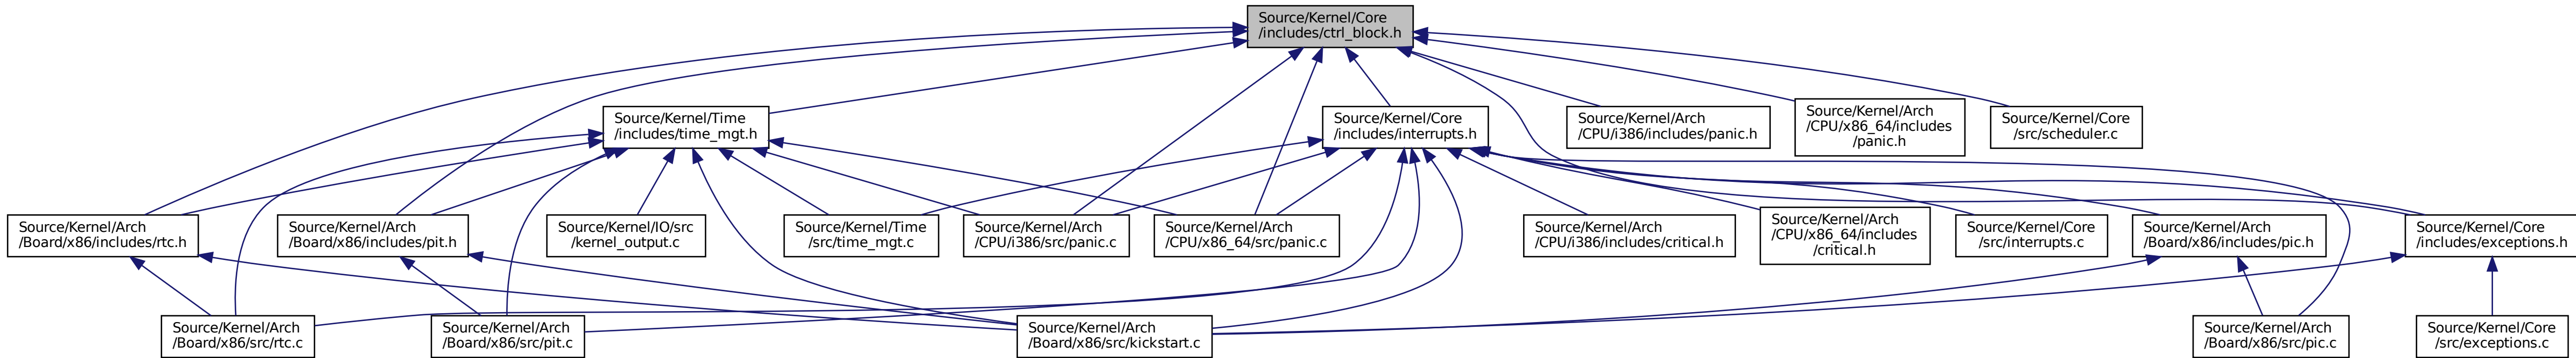 Source/Kernel/Core
/includes/ctrl_block.h
Source/Kernel/Time
/includes/time_mgt.h
Source/Kernel/Core
/includes/interrupts.h
Source/Kernel/Arch
/CPU/i386/includes/panic.h
Source/Kernel/Arch
/CPU/x86_64/includes
/panic.h
Source/Kernel/Core
/src/scheduler.c
Source/Kernel/Arch
/Board/x86/includes/rtc.h
Source/Kernel/Arch
/Board/x86/includes/pit.h
Source/Kernel/IO/src
/kernel_output.c
Source/Kernel/Time
/src/time_mgt.c
Source/Kernel/Arch
/CPU/i386/src/panic.c
Source/Kernel/Arch
/CPU/x86_64/src/panic.c
Source/Kernel/Arch
/CPU/i386/includes/critical.h
Source/Kernel/Arch
/CPU/x86_64/includes
/critical.h
Source/Kernel/Core
/src/interrupts.c
Source/Kernel/Arch
/Board/x86/includes/pic.h
Source/Kernel/Core
/includes/exceptions.h
Source/Kernel/Arch
/Board/x86/src/rtc.c
Source/Kernel/Arch
/Board/x86/src/pit.c
Source/Kernel/Arch
/Board/x86/src/kickstart.c
Source/Kernel/Arch
/Board/x86/src/pic.c
Source/Kernel/Core
/src/exceptions.c